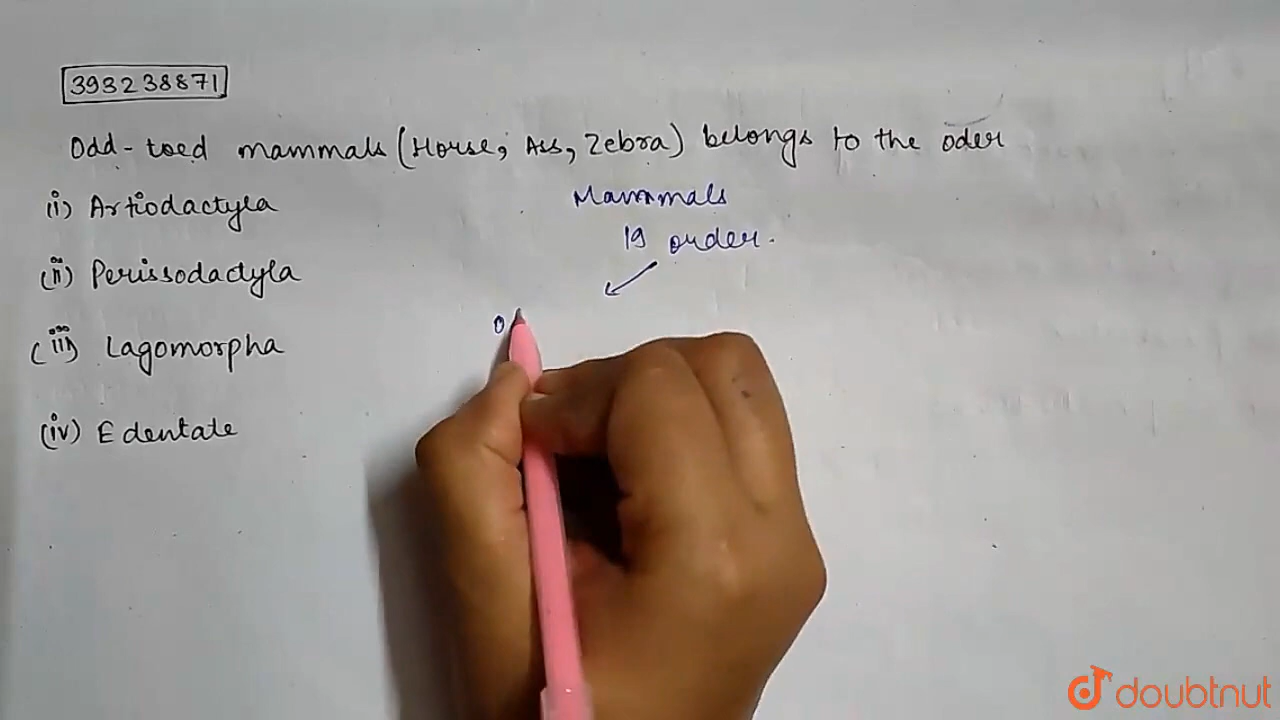 393238871
Odd-toed mammals (Horse, Ass, Zebra) belongs to the oder
(i) Artiodactyla
(ii) Perissodactyla
(iii) Lagomorpha
(iv) Edentate
Mammals
19 order.
o
doubtnut